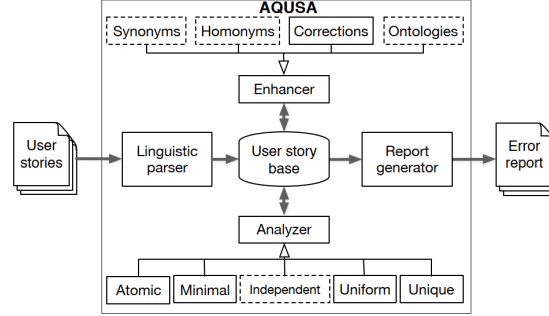 AQUSA
Synonyms Homonyms Corrections Ontologies
Enhancer
User
stories
Linguistic
parser
User story
base
Report
generator
Error
report
Analyzer
Atomic Minimal Independent Uniform Unique